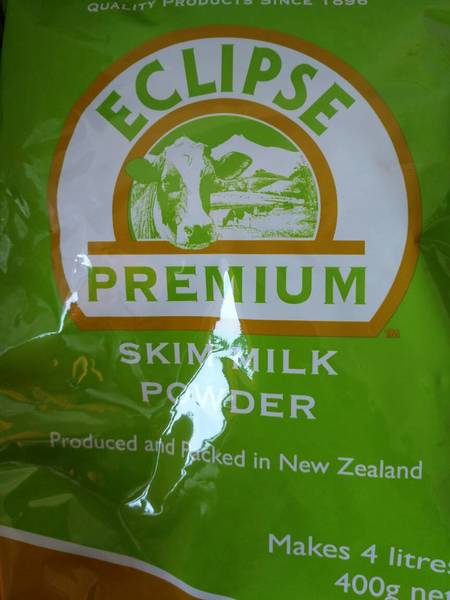 QUALITY PRODUCTS SINCE 1896
ECLIPSE
PREMIUM
SM
SKIM MILK
POWDER
Produced and Packed in New Zealand
Makes 4 litres
400g net